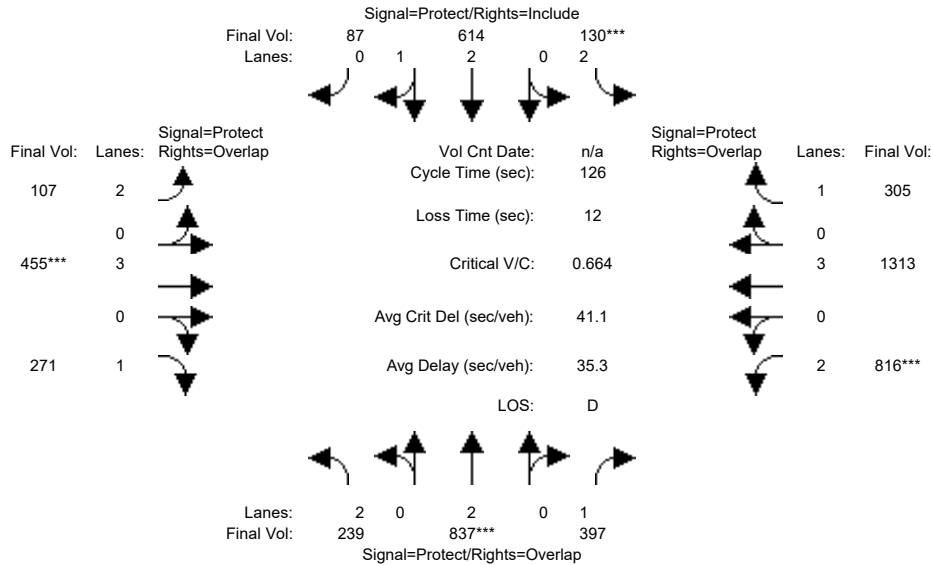 Signal=Protect/Rights=Include
Final Vol: 87 614 130***
Lanes: 0 1 2 0 2
Signal=Protect
Final Vol: Lanes: Rights=Overlap
Vol Cnt Date: n/a
Signal=Protect
Rights=Overlap Lanes: Final Vol:
Cycle Time (sec): 126
107 2
1 305
Loss Time (sec): 12
0
0
455*** 3
Critical V/C: 0.664
3 1313
0
Avg Crit Del (sec/veh): 41.1
0
271 1
Avg Delay (sec/veh): 35.3
2 816***
LOS: D
Lanes: 2 0 2 0 1
Final Vol: 239 837*** 397
Signal=Protect/Rights=Overlap